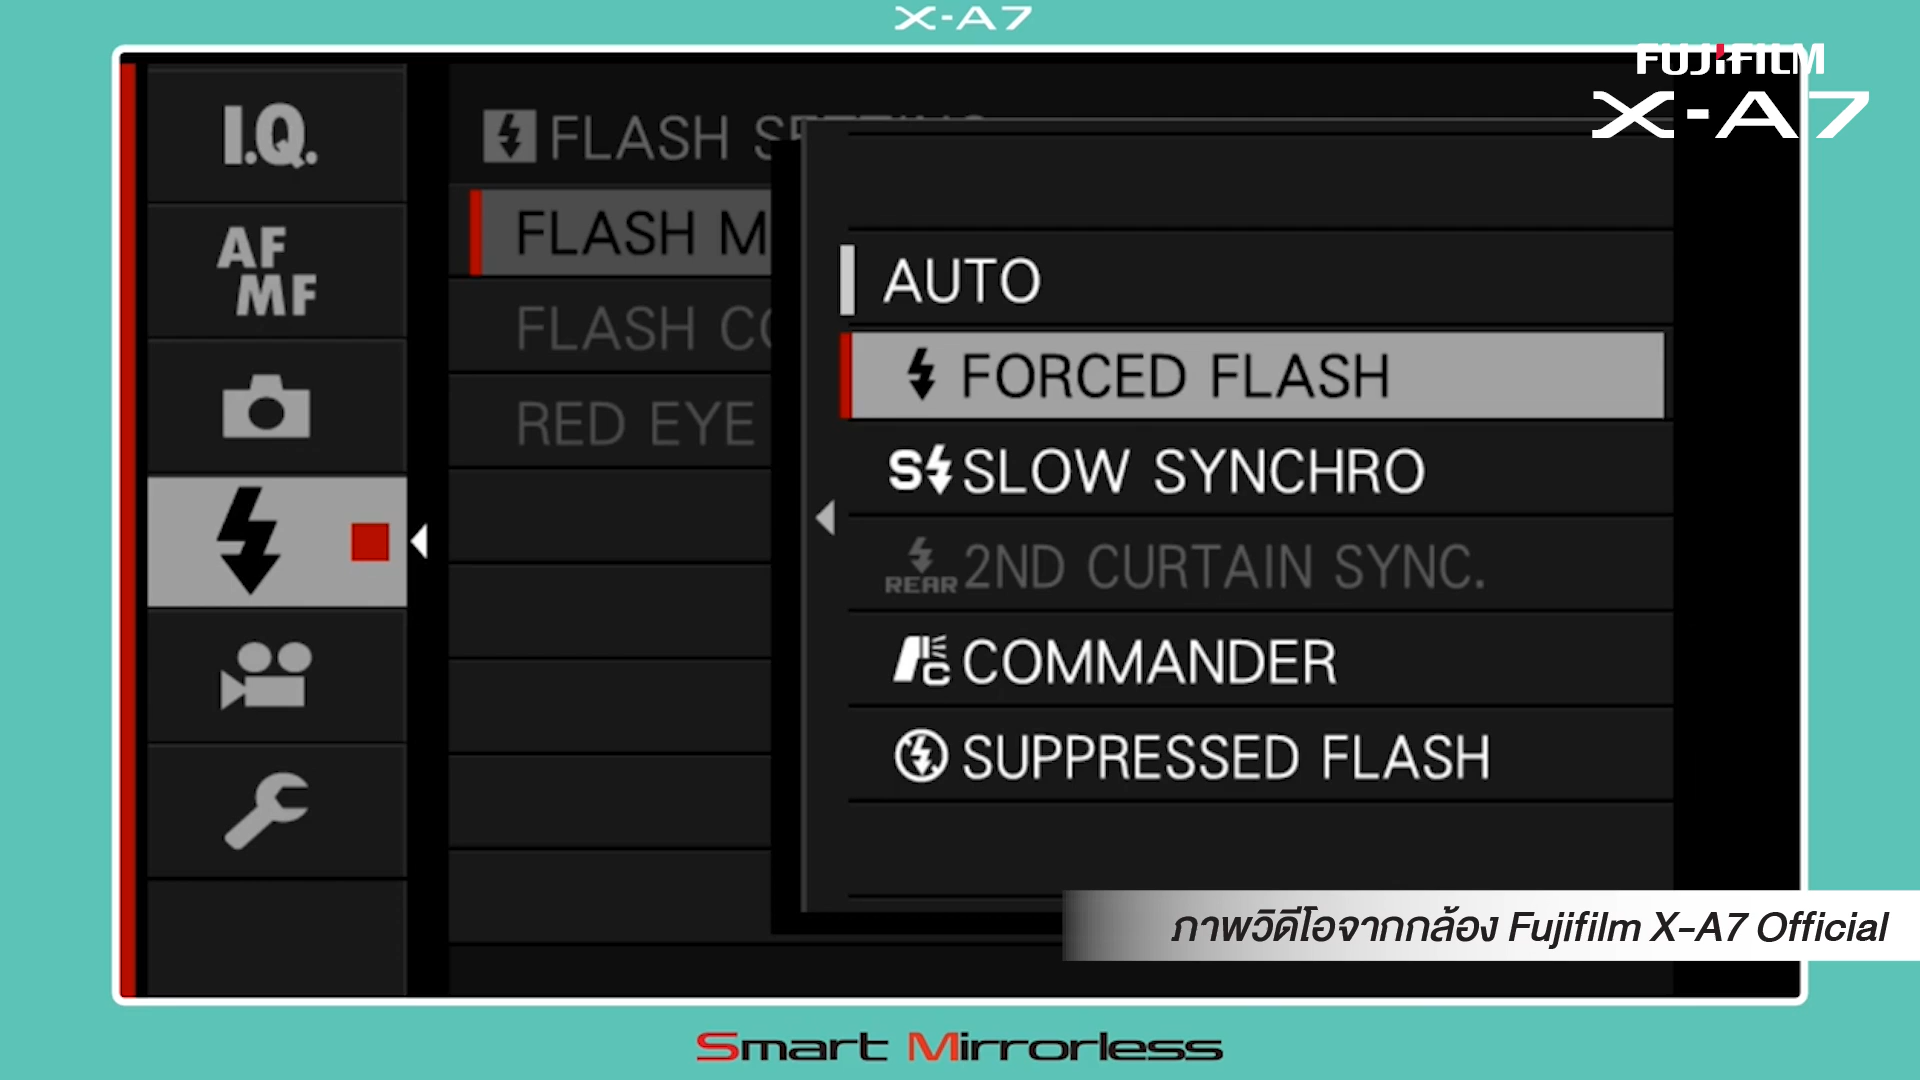 X-A7
FUJIFILM
X-A7
I.Q.
FLASH SETTING
AF
MF
FLASH M
AUTO
FLASH CO
FORCED FLASH
RED EYE
S SLOW SYNCHRO
REAR 2ND CURTAIN SYNC.
C COMMANDER
SUPPRESSED FLASH
ภาพวิดีโอจากกล้อง Fujifilm X-A7 Official
Smart Mirrorless